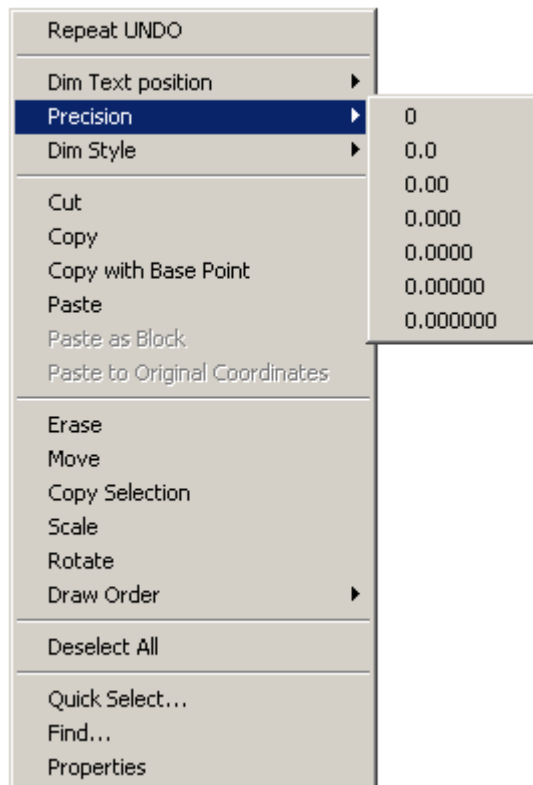 Repeat UNDO
Dim Text position
Precision
Dim Style
Cut
Copy
Copy with Base Point
Paste
Paste as Block
Paste to Original Coordinates
Erase
Move
Copy Selection
Scale
Rotate
Draw Order
Deselect All
Quick Select...
Find...
Properties
0
0.0
0.00
0.000
0.0000
0.00000
0.000000